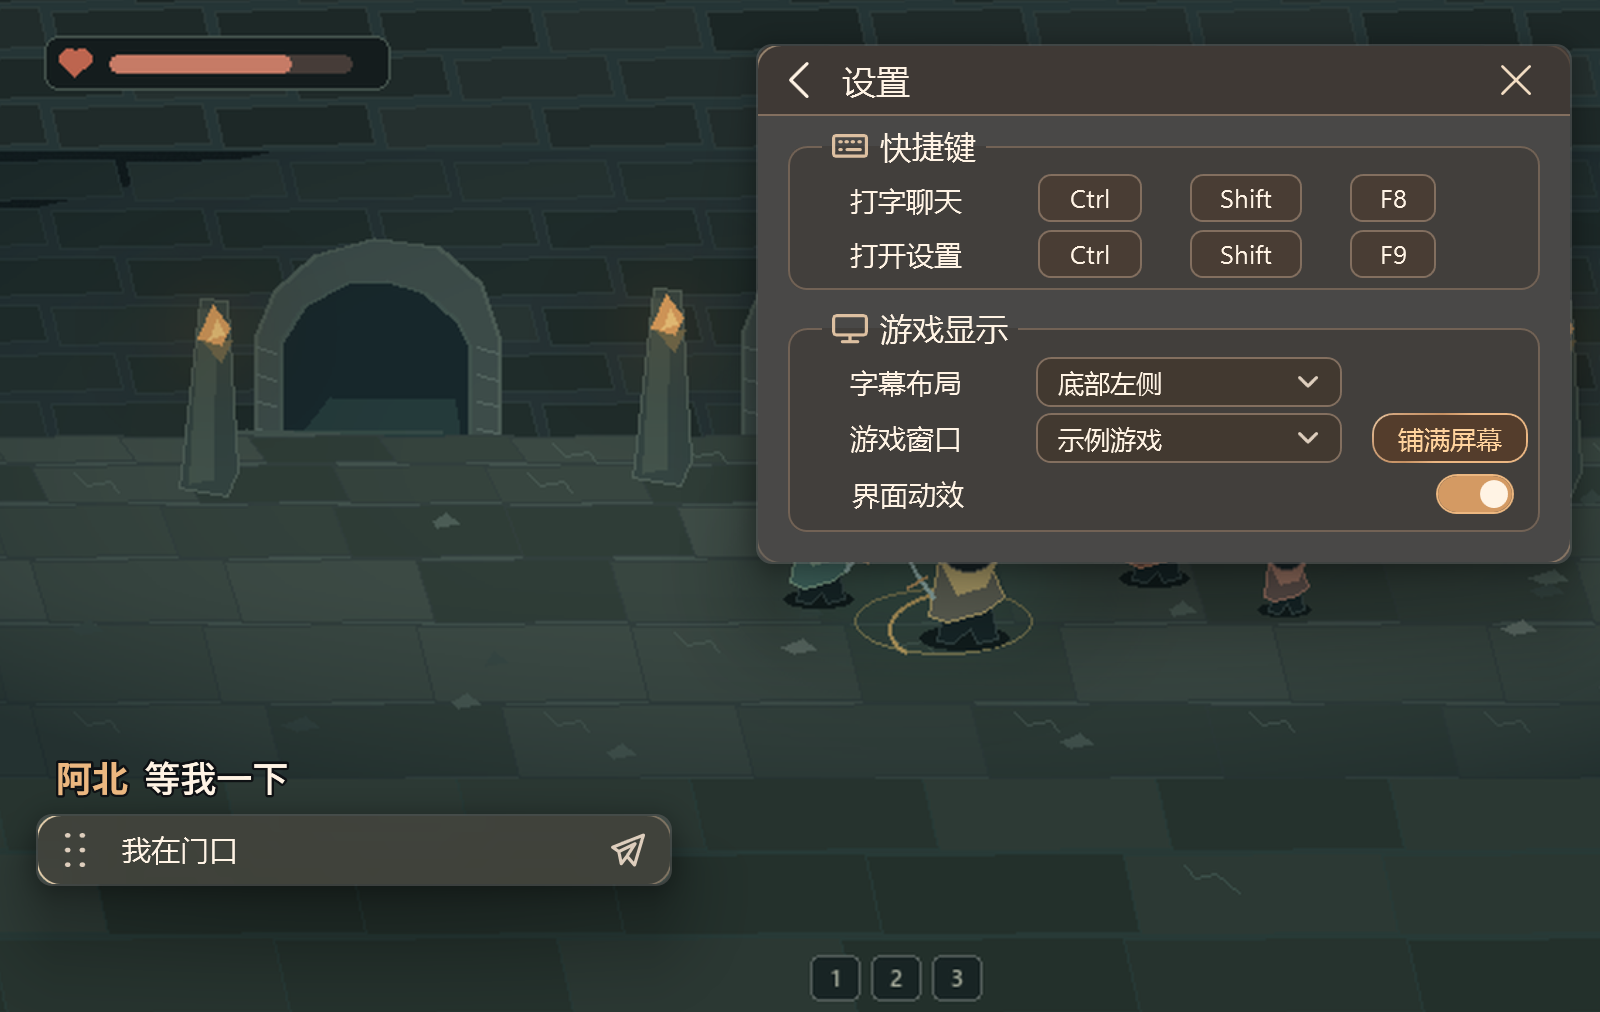 设置
快捷键
打字聊天 Ctrl Shift F8
打开设置 Ctrl Shift F9
游戏显示
字幕布局 底部左侧
游戏窗口 示例游戏 铺满屏幕
界面动效
阿北 等我一下
我在门口
1 2 3